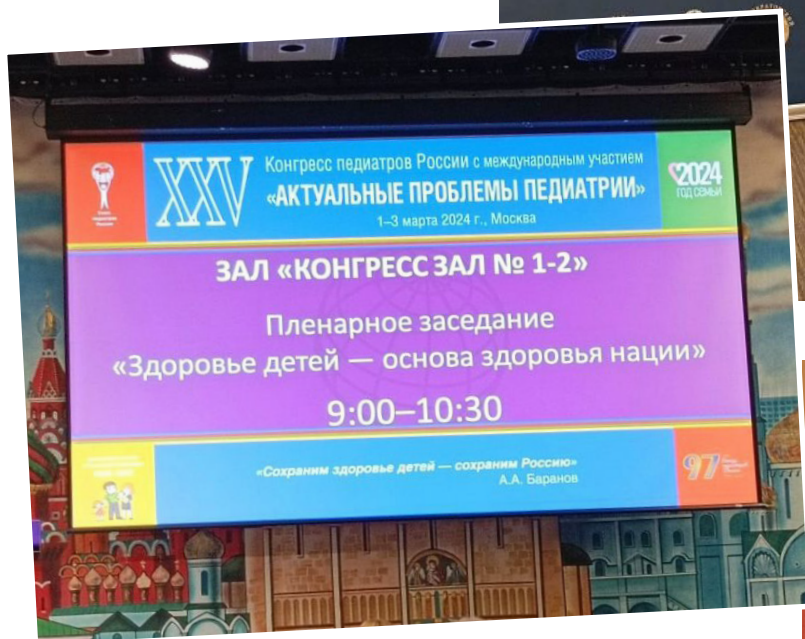 XXV
Конгресс педиатров России с международным участием
«АКТУАЛЬНЫЕ ПРОБЛЕМЫ ПЕДИАТРИИ»
1–3 марта 2024 г., Москва
2024
ГОД СЕМЬИ
ЗАЛ «КОНГРЕСС ЗАЛ № 1-2»
Пленарное заседание
«Здоровье детей — основа здоровья нации»
9:00–10:30
«Сохраним здоровье детей — сохраним Россию»
А.А. Баранов
97